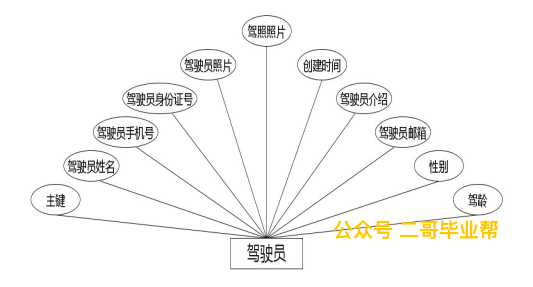 驾照照片
驾驶员照片
创建时间
驾驶员身份证号
驾驶员介绍
驾驶员手机号
驾驶员邮箱
驾驶员姓名
性别
主键
驾龄
公众号 二哥毕业帮
驾驶员